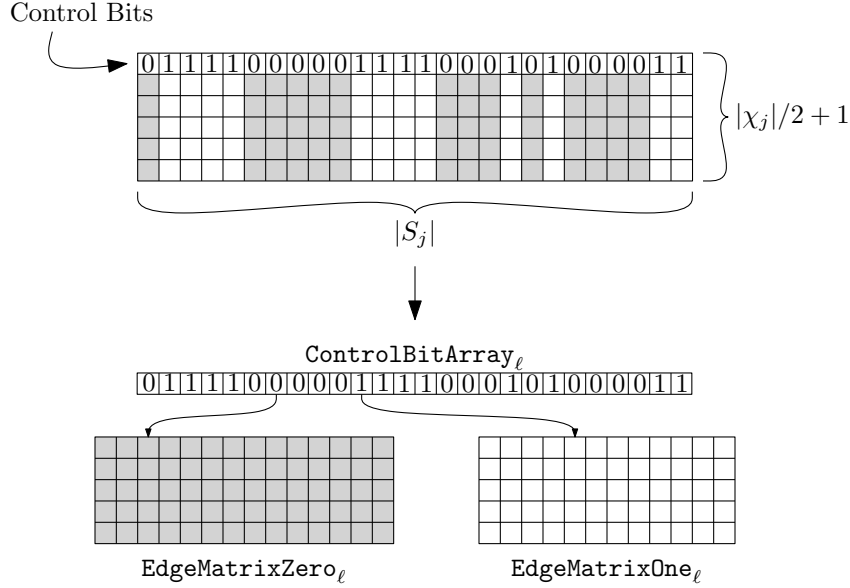 Control Bits
0 1 1 1 1 0 0 0 0 0 1 1 1 1 0 0 0 1 0 1 0 0 0 0 1 1
|χ_j|/2 + 1
|S_j|
ControlBitArray_ℓ
0 1 1 1 1 0 0 0 0 0 1 1 1 1 0 0 0 1 0 1 0 0 0 0 1 1
EdgeMatrixZero_ℓ
EdgeMatrixOne_ℓ